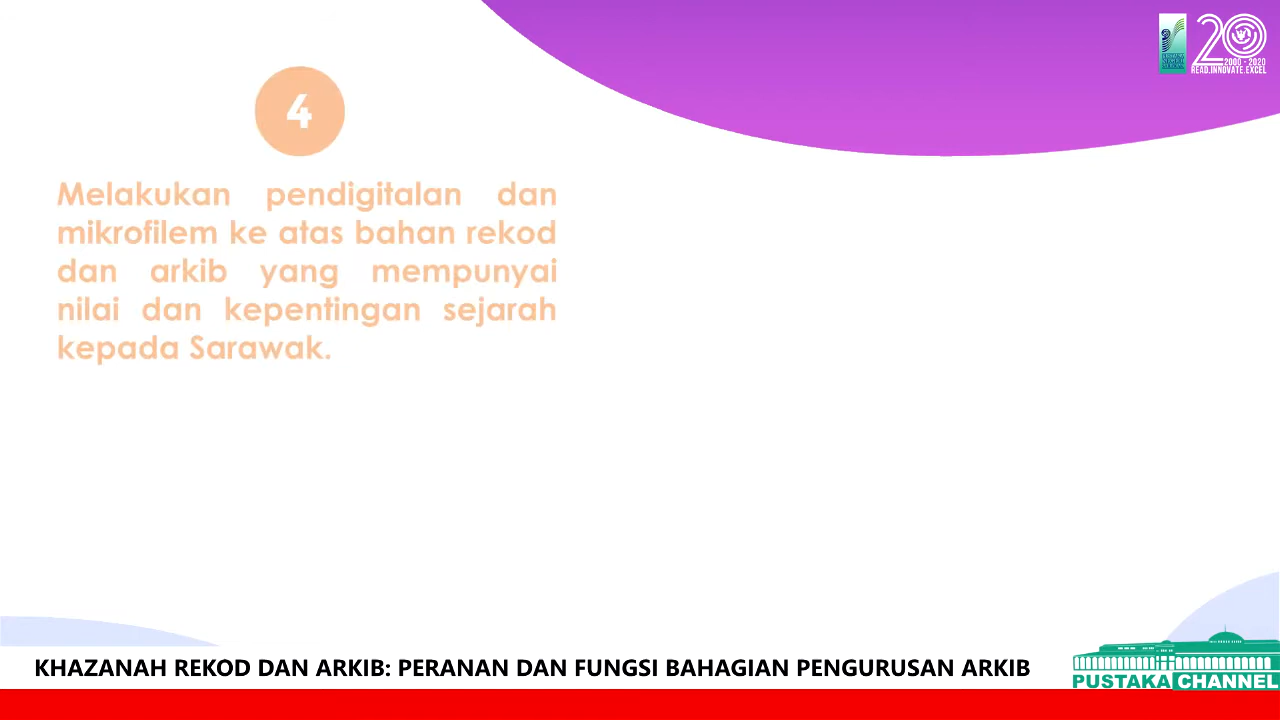 20
2000 - 2020
READ.INNOVATE.EXCEL
4
Melakukan pendigitalan dan
mikrofilem ke atas bahan rekod
dan arkib yang mempunyai
nilai dan kepentingan sejarah
kepada Sarawak.
KHAZANAH REKOD DAN ARKIB: PERANAN DAN FUNGSI BAHAGIAN PENGURUSAN ARKIB
PUSTAKA CHANNEL